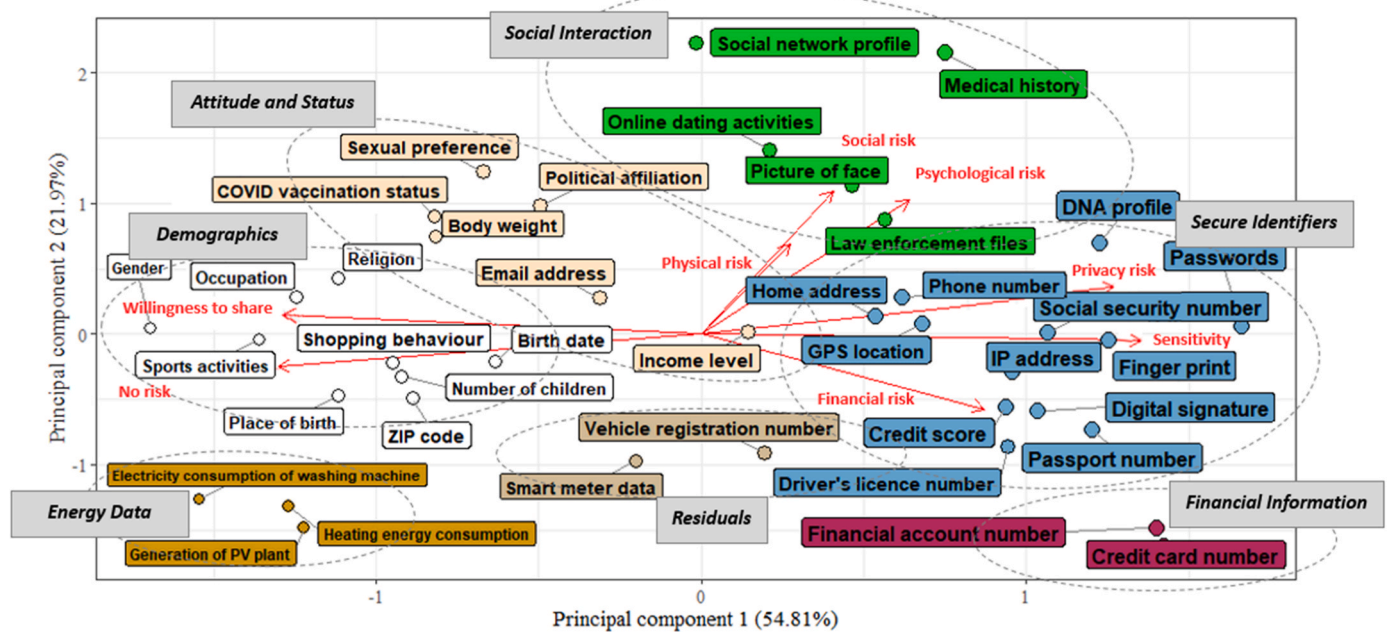 Social Interaction
Social network profile
Medical history
Attitude and Status
Online dating activities
Social risk
Sexual preference
Picture of face
Psychological risk
COVID vaccination status
Political affiliation
DNA profile
Secure Identifiers
Body weight
Demographics
Law enforcement files
Passwords
Gender
Occupation
Religion
Email address
Physical risk
Privacy risk
Home address
Phone number
Willingness to share
Social security number
Shopping behaviour
Birth date
Income level
GPS location
IP address
Sensitivity
Sports activities
Finger print
No risk
Number of children
Financial risk
Place of birth
ZIP code
Digital signature
Credit score
Vehicle registration number
Passport number
Electricity consumption of washing machine
Smart meter data
Driver's licence number
Energy Data
Residuals
Financial Information
Heating energy consumption
Financial account number
Generation of PV plant
Credit card number
2
1
0
-1
Principal component 2 (21.97%)
-1
0
1
Principal component 1 (54.81%)